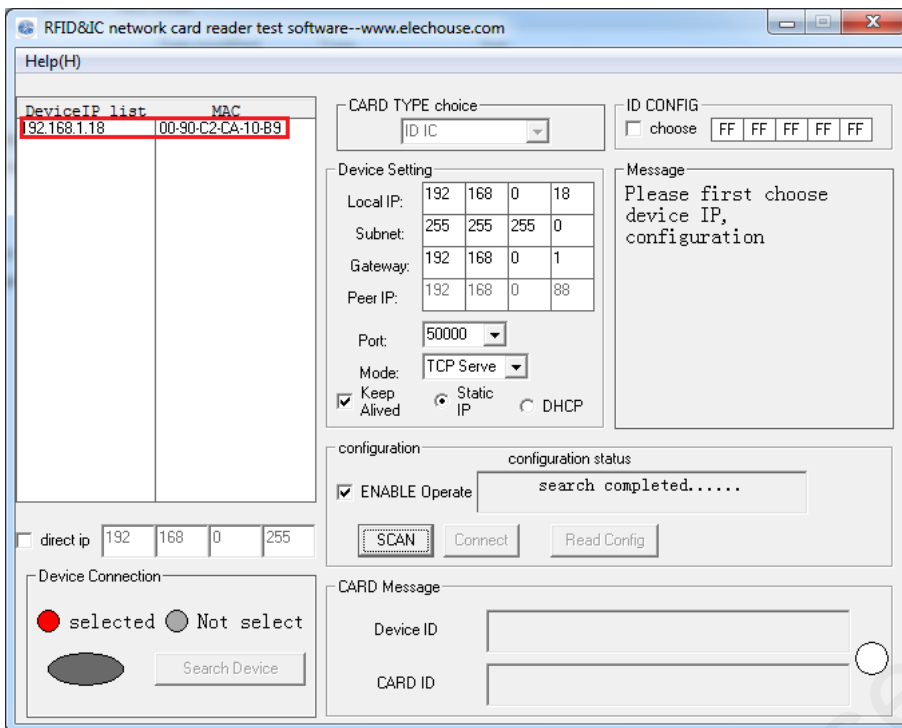 RFID&IC network card reader test software--www.elechouse.com
Help(H)
DeviceIP list MAC
192.168.1.18 00-90-C2-CA-10-B9
CARD TYPE choice
ID IC
ID CONFIG
choose FF FF FF FF FF
Device Setting
Local IP: 192 168 0 18
Subnet: 255 255 255 0
Gateway: 192 168 0 1
Peer IP: 192 168 0 88
Port: 50000
Mode: TCP Serve
Keep Alived
Static IP
DHCP
Message
Please first choose
device IP,
configuration
configuration
configuration status
ENABLE Operate search completed......
SCAN Connect Read Config
direct ip 192 168 0 255
Device Connection
selected Not select
Search Device
CARD Message
Device ID
CARD ID